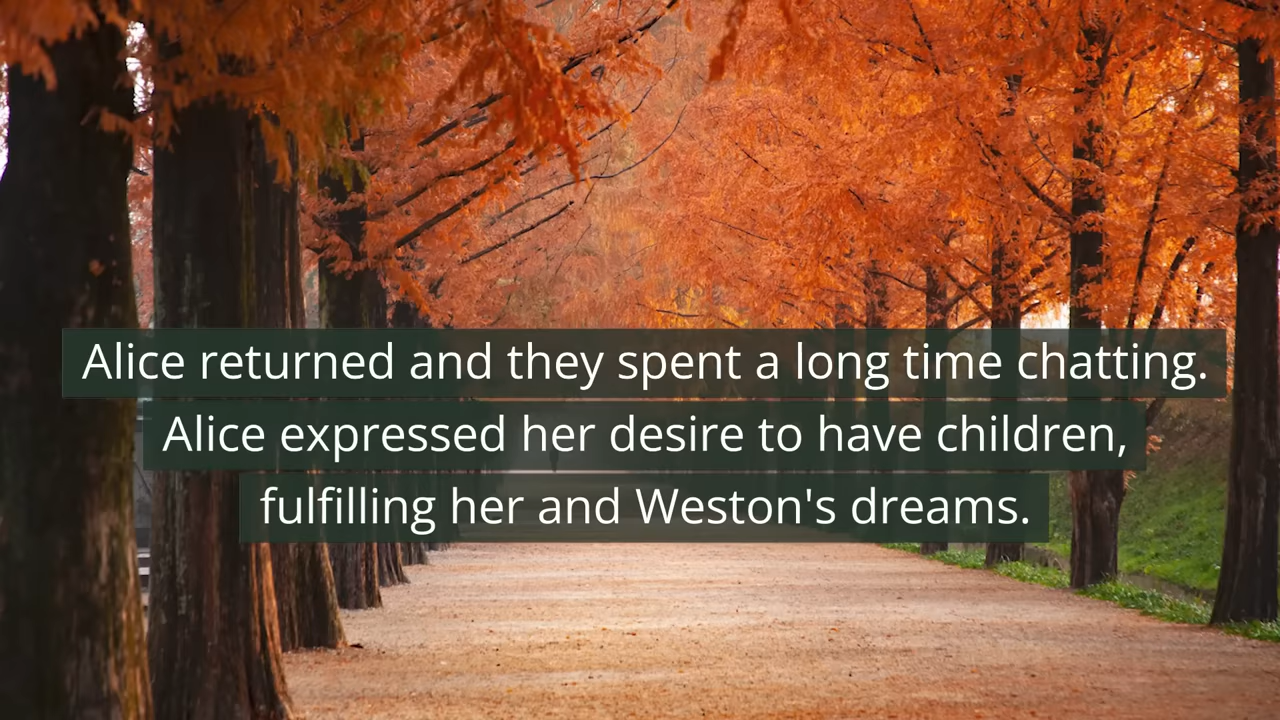 Alice returned and they spent a long time chatting.
Alice expressed her desire to have children,
fulfilling her and Weston's dreams.